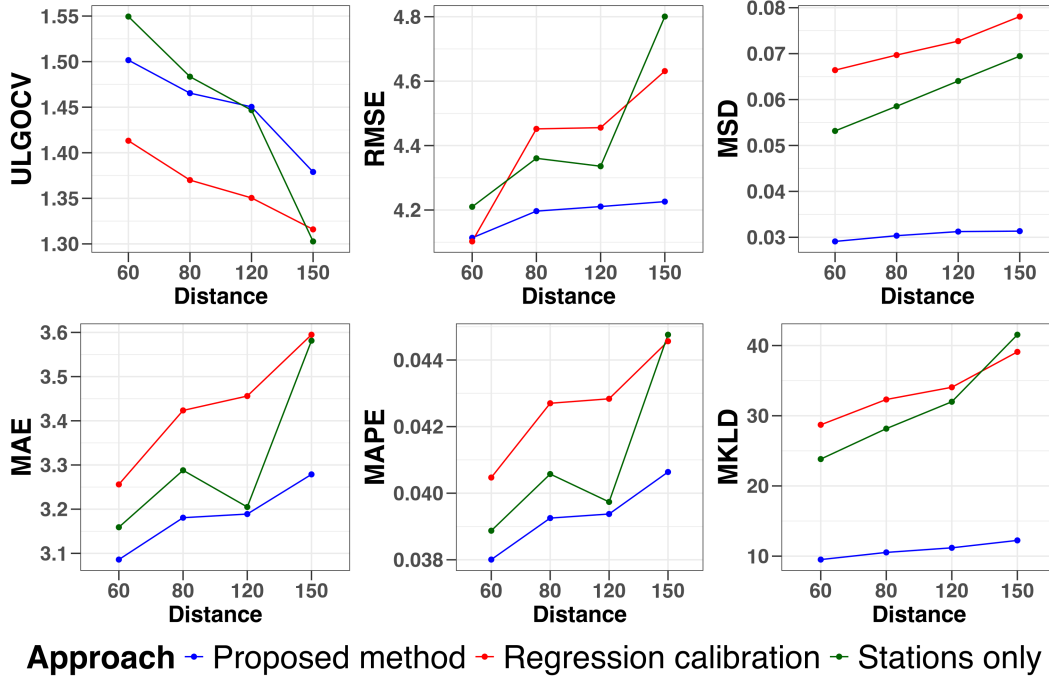 ULGOCV
1.55
1.50
1.45
1.40
1.35
1.30
60 80 120 150
Distance
RMSE
4.8
4.6
4.4
4.2
60 80 120 150
Distance
MSD
0.08
0.07
0.06
0.05
0.04
0.03
60 80 120 150
Distance
MAE
3.6
3.5
3.4
3.3
3.2
3.1
60 80 120 150
Distance
MAPE
0.044
0.042
0.040
0.038
60 80 120 150
Distance
MKLD
40
30
20
10
60 80 120 150
Distance
Approach Proposed method Regression calibration Stations only